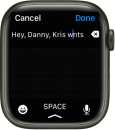 Cancel Done
Hey, Danny, Kris wnts
SPACE